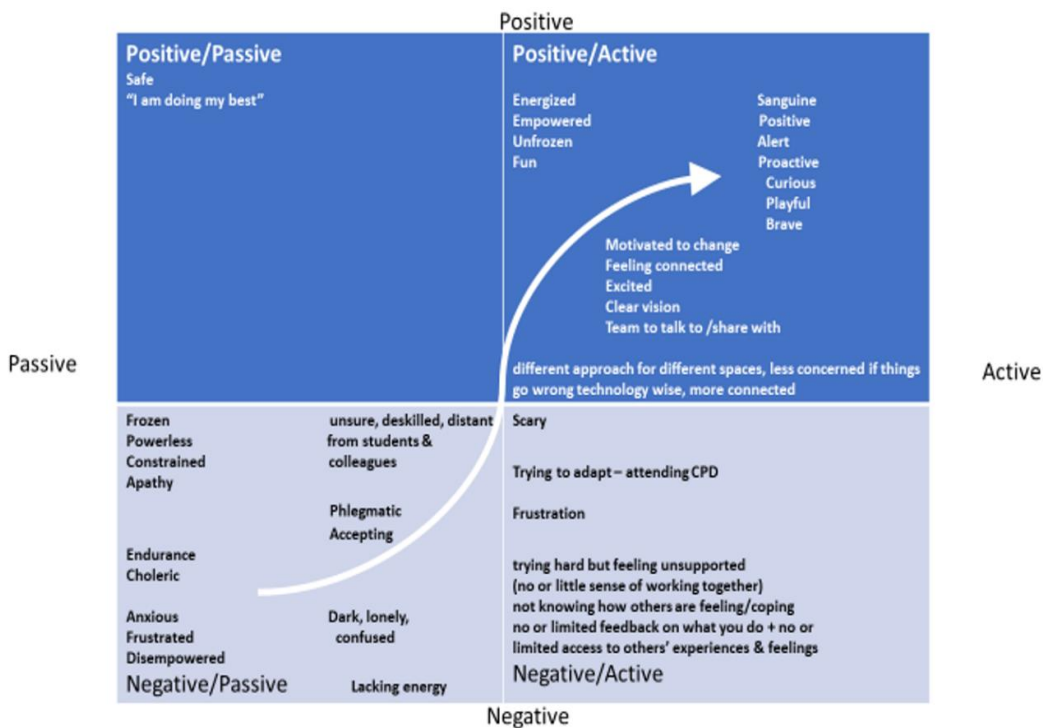 Positive
Positive/Passive
Safe
“I am doing my best”
Positive/Active
Energized
Empowered
Unfrozen
Fun
Sanguine
Positive
Alert
Proactive
Curious
Playful
Brave
Motivated to change
Feeling connected
Excited
Clear vision
Team to talk to /share with
different approach for different spaces, less concerned if things
go wrong technology wise, more connected
Passive
Active
Frozen
Powerless
Constrained
Apathy
Endurance
Choleric
Anxious
Frustrated
Disempowered
Negative/Passive
unsure, deskilled, distant
from students &
colleagues
Phlegmatic
Accepting
Dark, lonely,
confused
Lacking energy
Scary
Trying to adapt – attending CPD
Frustration
trying hard but feeling unsupported
(no or little sense of working together)
not knowing how others are feeling/coping
no or limited feedback on what you do + no or
limited access to others’ experiences & feelings
Negative/Active
Negative